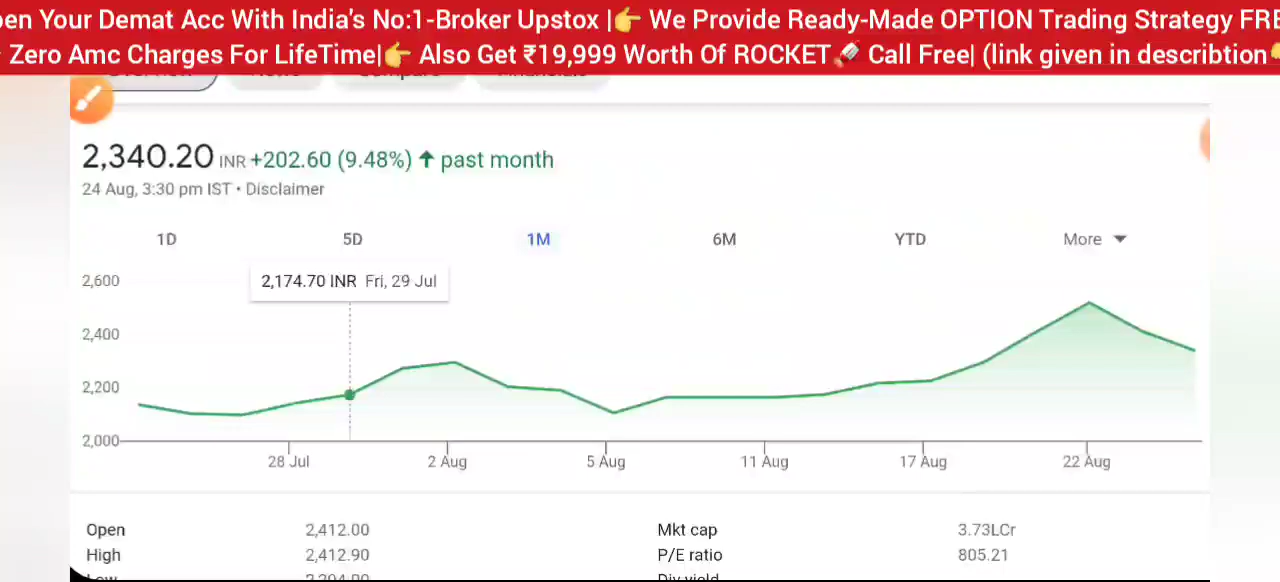 pen Your Demat Acc With India's No:1-Broker Upstox |👉 We Provide Ready-Made OPTION Trading Strategy FRE
Zero Amc Charges For LifeTime|👉 Also Get ₹19,999 Worth Of ROCKET🚀 Call Free| (link given in describtion👇
2,340.20 INR +202.60 (9.48%) ↑ past month
24 Aug, 3:30 pm IST • Disclaimer
1D 5D 1M 6M YTD More
2,600
2,174.70 INR Fri, 29 Jul
2,400
2,200
2,000
28 Jul 2 Aug 5 Aug 11 Aug 17 Aug 22 Aug
Open 2,412.00 Mkt cap 3.73LCr
High 2,412.90 P/E ratio 805.21